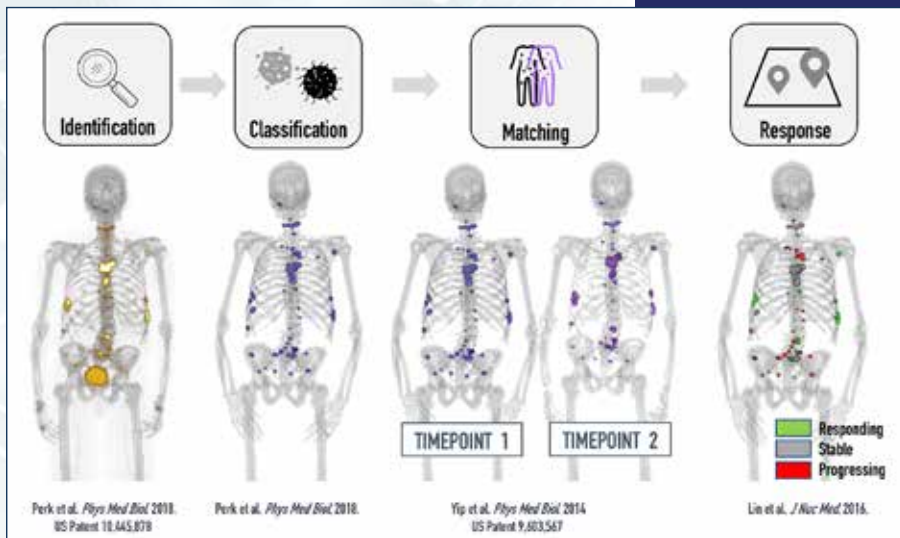 Identification
Classification
Matching
Response
TIMEPOINT 1
TIMEPOINT 2
Responding
Stable
Progressing
Perk et al. Phys Med Biol. 2018.
US Patent 10,445,878
Perk et al. Phys Med Biol. 2018.
Yip et al. Phys Med Biol. 2014
US Patent 9,603,567
Lin et al. J Nuc Med. 2016.